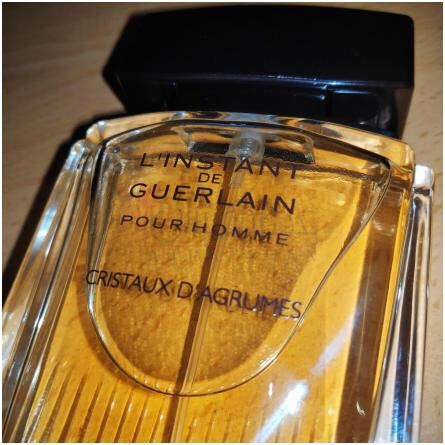 L'INSTANT
DE
GUERLAIN
POUR HOMME
CRISTAUX D'AGRUMES